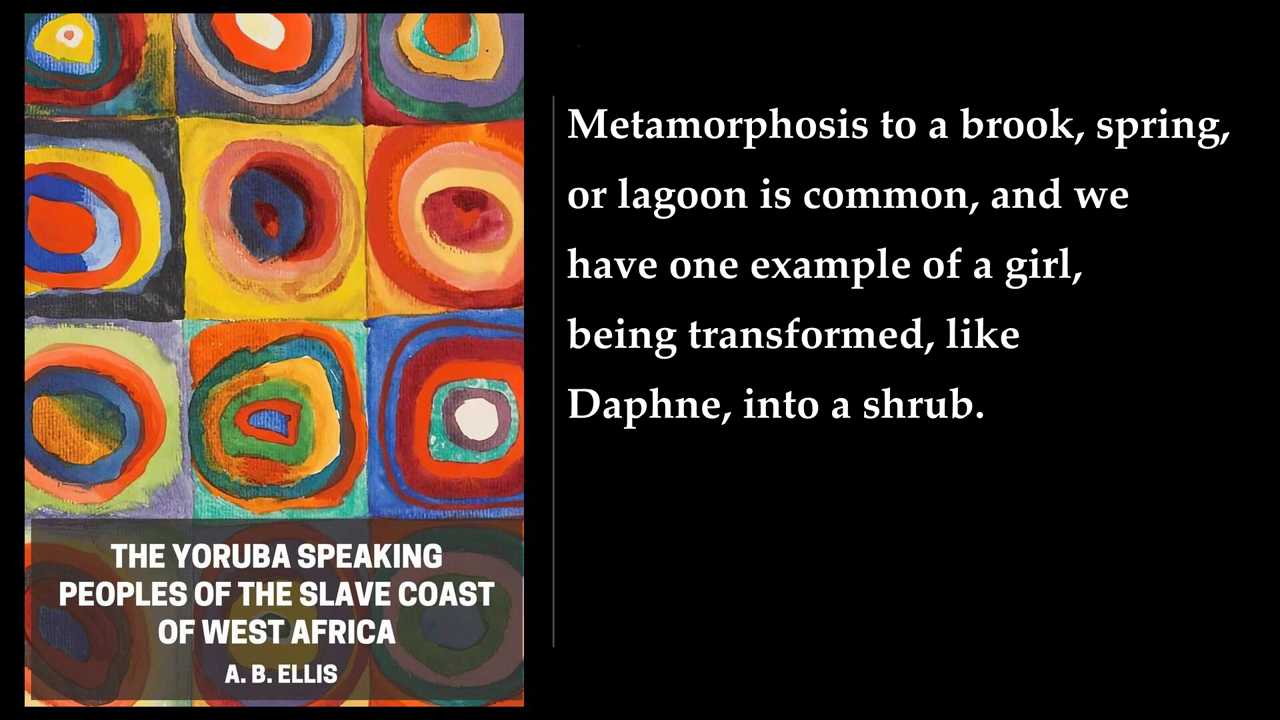 Metamorphosis to a brook, spring,
or lagoon is common, and we
have one example of a girl,
being transformed, like
Daphne, into a shrub.
THE YORUBA SPEAKING
PEOPLES OF THE SLAVE COAST
OF WEST AFRICA
A. B. ELLIS